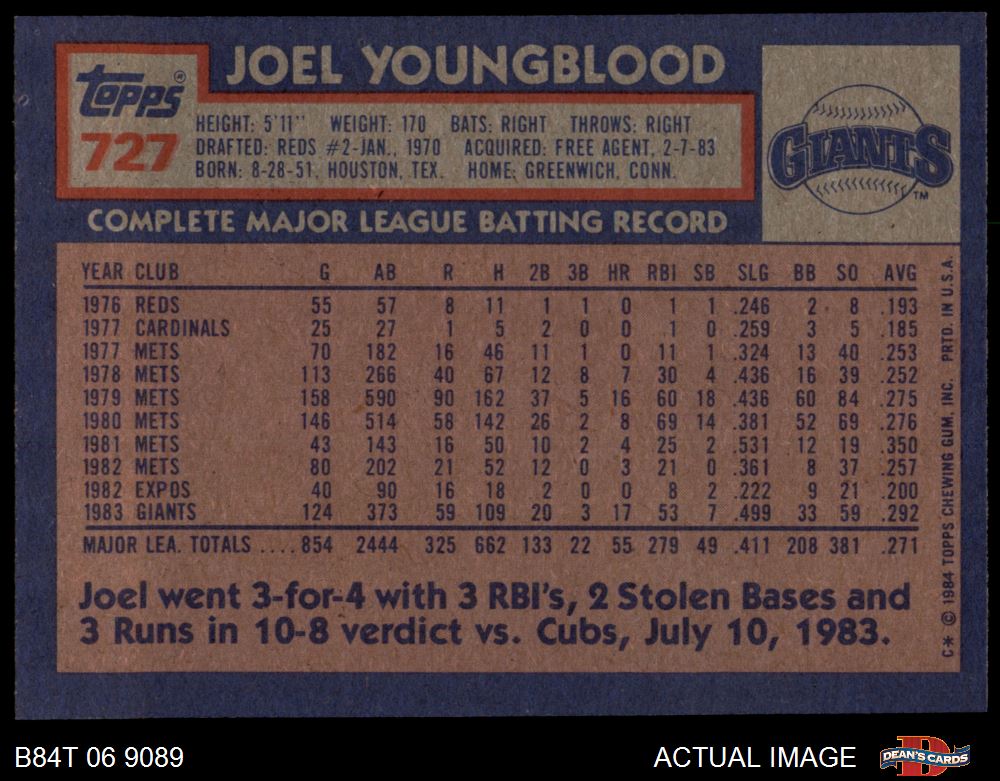 JOEL YOUNGBLOOD
Topps®
727
HEIGHT: 5'11" WEIGHT: 170 BATS: RIGHT THROWS: RIGHT
DRAFTED: REDS #2-JAN., 1970 ACQUIRED: FREE AGENT, 2-7-83
BORN: 8-28-51, HOUSTON, TEX. HOME: GREENWICH, CONN.
GIANTS
TM
COMPLETE MAJOR LEAGUE BATTING RECORD
YEAR CLUB G AB R H 2B 3B HR RBI SB SLG BB SO AVG
1976 REDS 55 57 8 11 1 1 0 1 1 .246 2 8 .193
1977 CARDINALS 25 27 1 5 2 0 0 1 0 .259 3 5 .185
1977 METS 70 182 16 46 11 1 0 11 1 .324 13 40 .253
1978 METS 113 266 40 67 12 8 7 30 4 .436 16 39 .252
1979 METS 158 590 90 162 37 5 16 60 18 .436 60 84 .275
1980 METS 146 514 58 142 26 2 8 69 14 .381 52 69 .276
1981 METS 43 143 16 50 10 2 4 25 2 .531 12 19 .350
1982 METS 80 202 21 52 12 0 3 21 0 .361 8 37 .257
1982 EXPOS 40 90 16 18 2 0 0 8 2 .222 9 21 .200
1983 GIANTS 124 373 59 109 20 3 17 53 7 .499 33 59 .292
MAJOR LEA. TOTALS ....854 2444 325 662 133 22 55 279 49 .411 208 381 .271
Joel went 3-for-4 with 3 RBI's, 2 Stolen Bases and
3 Runs in 10-8 verdict vs. Cubs, July 10, 1983.
C* © 1984 TOPPS CHEWING GUM, INC. PRTD. IN U.S.A.
B84T 06 9089
ACTUAL IMAGE
DEAN'S CARDS